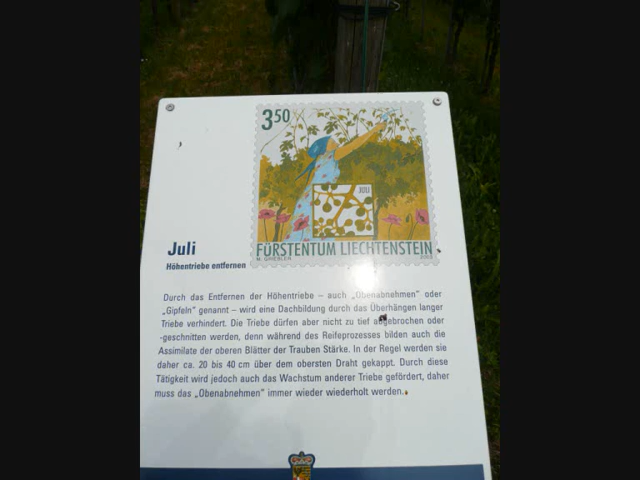 3⁵⁰
JULI
FÜRSTENTUM LIECHTENSTEIN
Juli
Höhentriebe entfernen
Durch das Entfernen der Höhentriebe – auch „Obenabnehmen" oder
„Gipfeln" genannt – wird eine Dachbildung durch das Überhängen langer
Triebe verhindert. Die Triebe dürfen aber nicht zu tief abgebrochen oder
-geschnitten werden, denn während des Reifeprozesses bilden auch die
Assimilate der oberen Blätter der Trauben Stärke. In der Regel werden sie
daher ca. 20 bis 40 cm über dem obersten Draht gekappt. Durch diese
Tätigkeit wird jedoch auch das Wachstum anderer Triebe gefördert, daher
muss das „Obenabnehmen" immer wieder wiederholt werden.